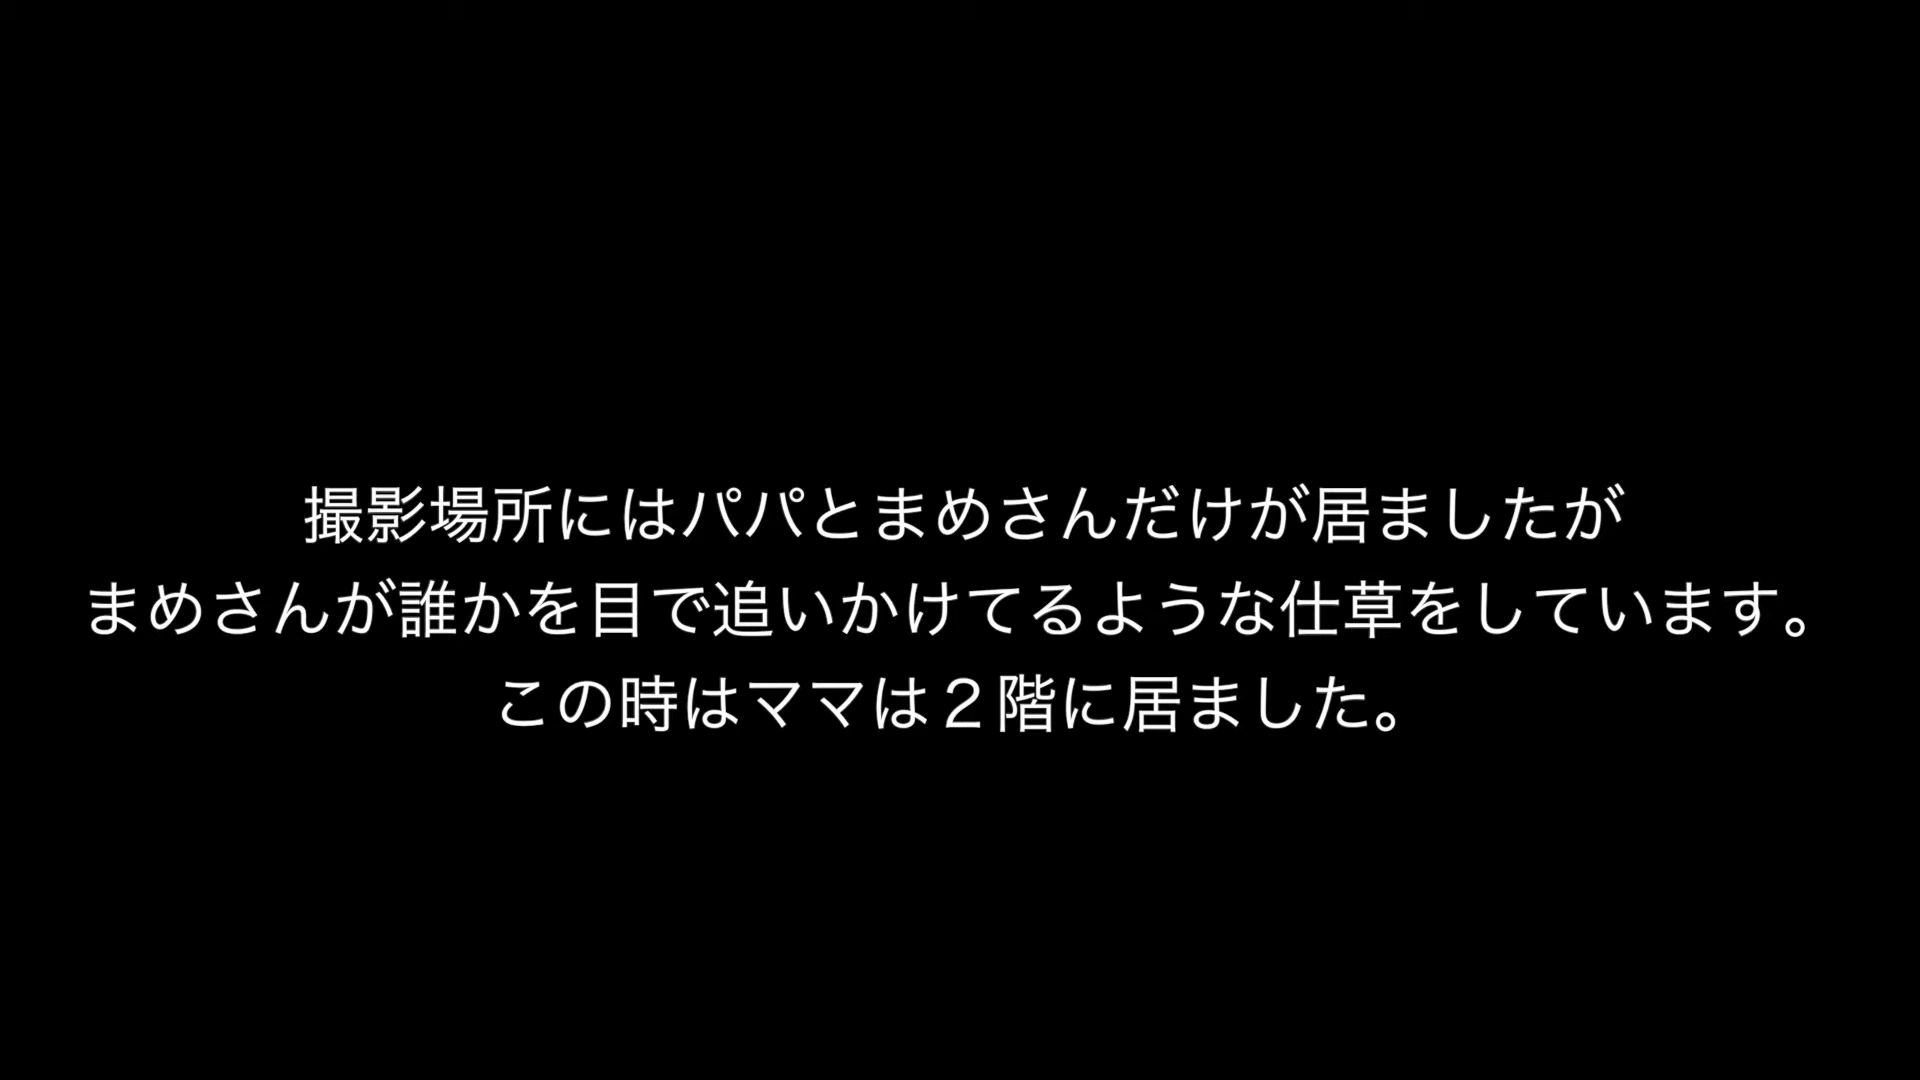 撮影場所にはパパとまめさんだけが居ましたが
まめさんが誰かを目で追いかけてるような仕草をしています。
この時はママは２階に居ました。